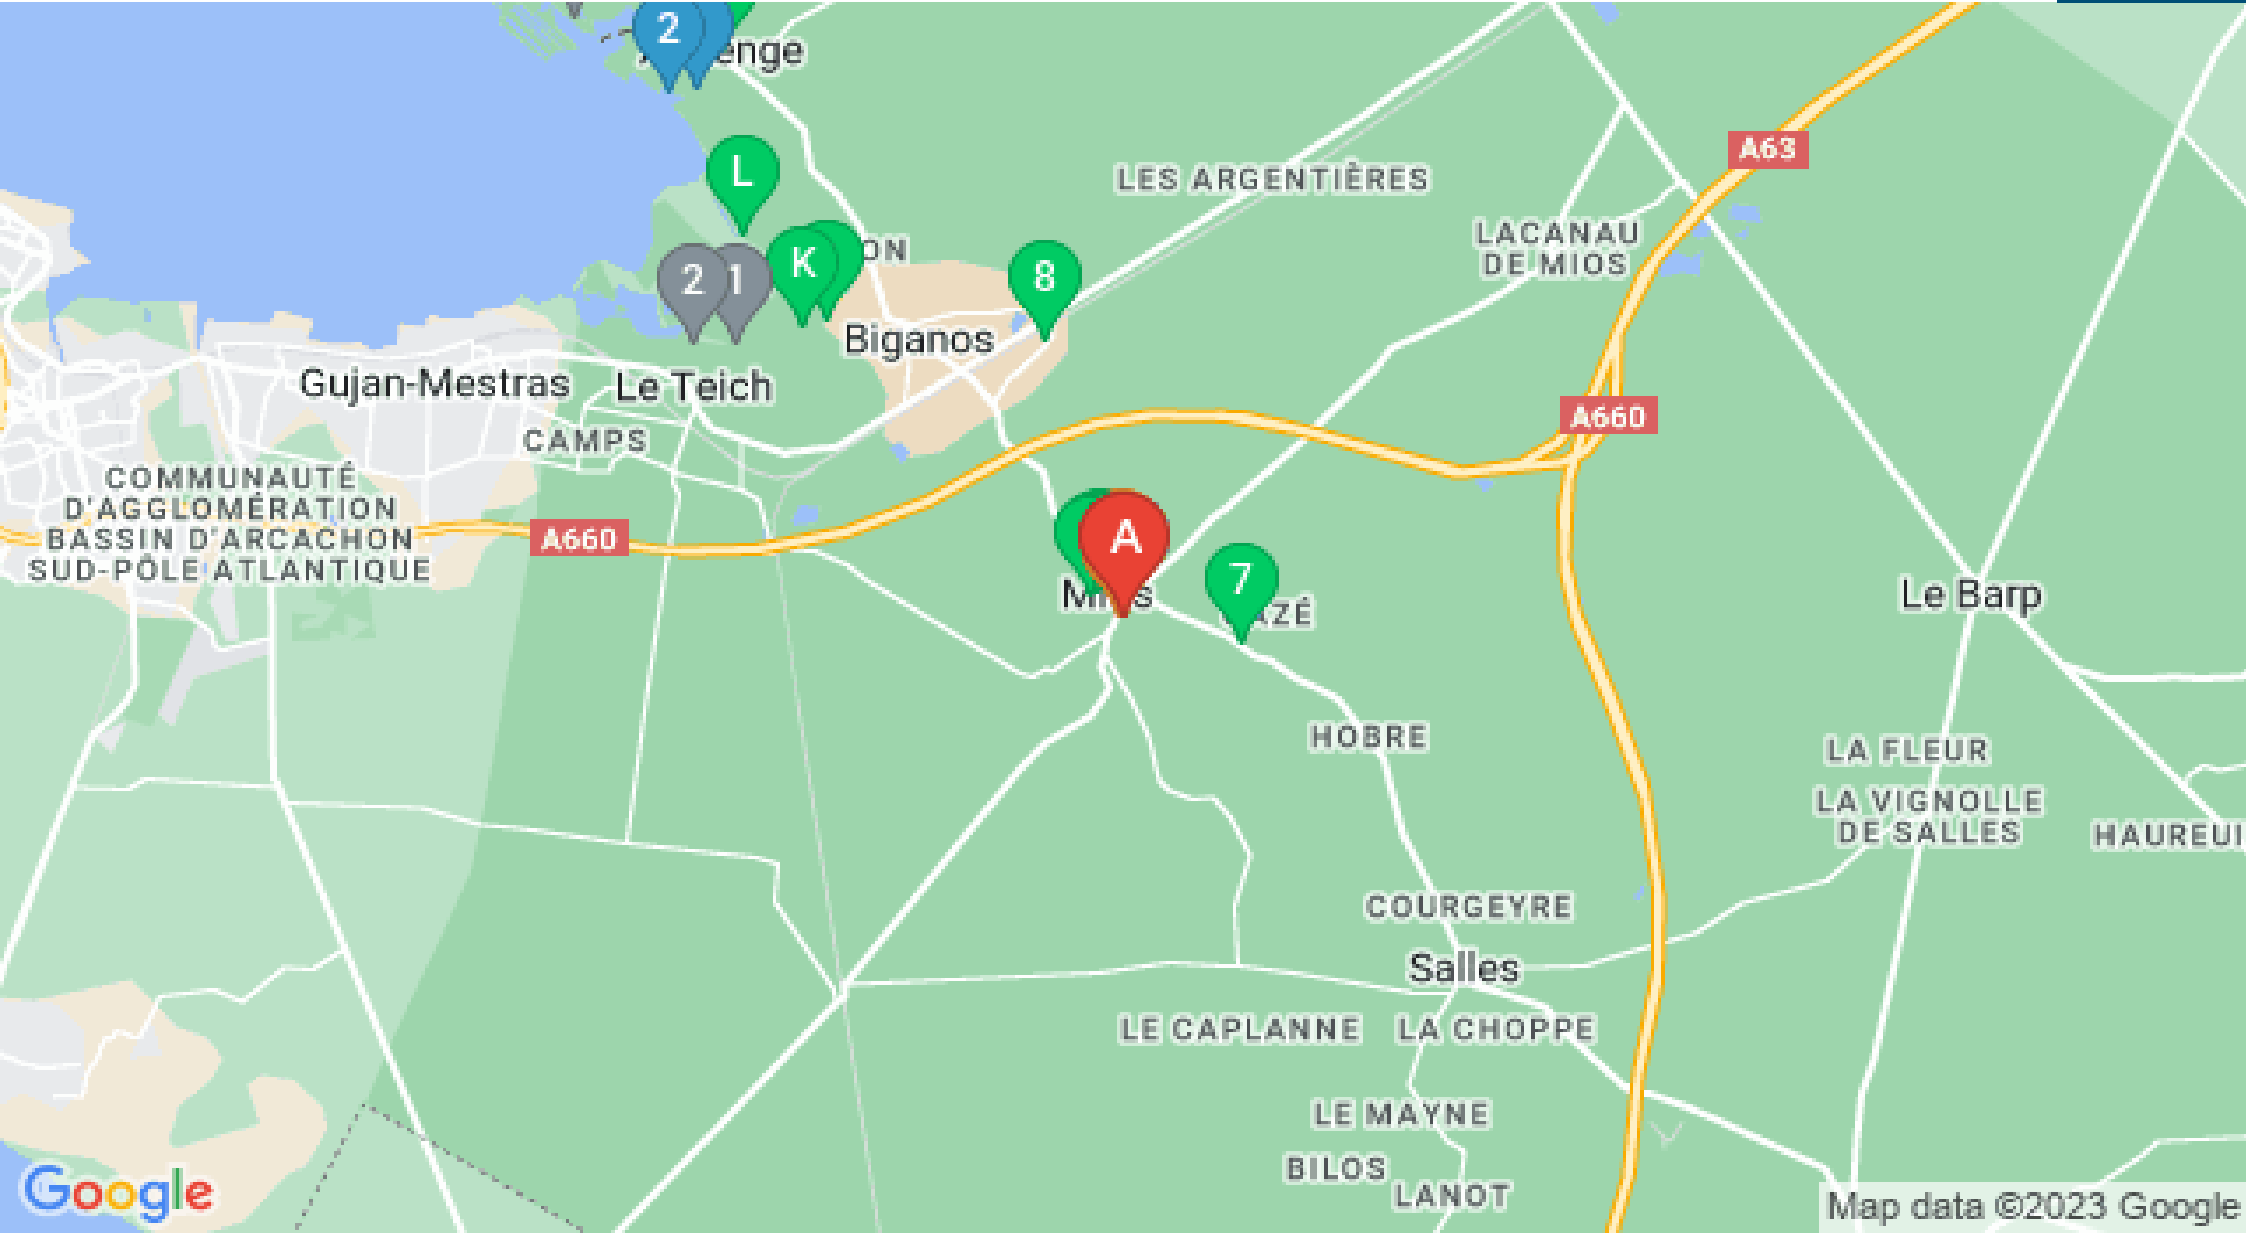 2
enge
A63
L
LES ARGENTIÈRES
LACANAU
DE MIOS
ON
K
2
1
8
Biganos
Gujan-Mestras
Le Teich
A660
CAMPS
COMMUNAUTÉ
D'AGGLOMÉRATION
BASSIN D'ARCACHON
SUD-PÔLE ATLANTIQUE
A660
A
7
Le Barp
HOBRE
LA FLEUR
LA VIGNOLLE
DE SALLES
HAUREUI
COURGEYRE
Salles
LE CAPLANNE
LA CHOPPE
LE MAYNE
BILOS
LANOT
Google
Map data ©2023 Google